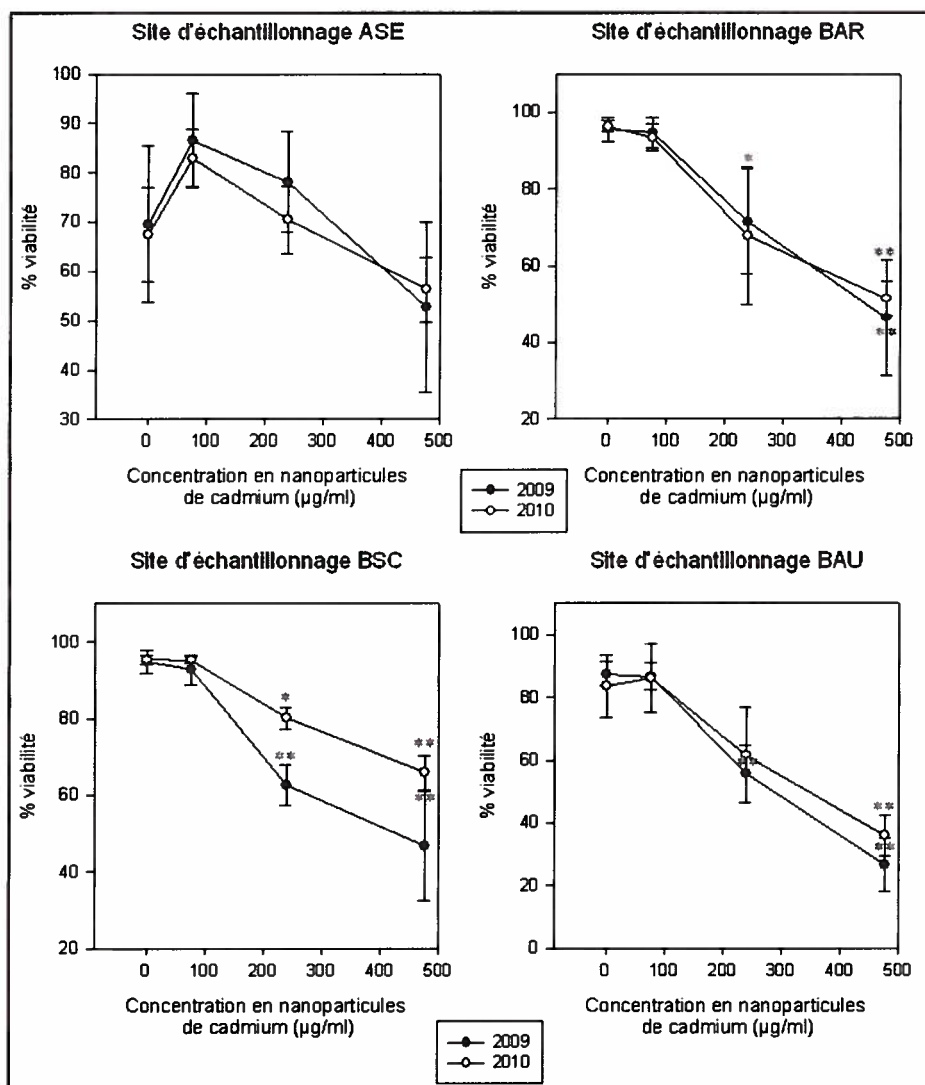 Site d'échantillonnage ASE
% viabilité
100
90
80
70
60
50
40
30
0 100 200 300 400 500
Concentration en nanoparticules
de cadmium (µg/ml)
Site d'échantillonnage BAR
% viabilité
100
80
60
40
20
*
**
**
0 100 200 300 400 500
Concentration en nanoparticules
de cadmium (µg/ml)
2009
2010
Site d'échantillonnage BSC
% viabilité
100
80
60
40
20
*
**
**
**
0 100 200 300 400 500
Concentration en nanoparticules
de cadmium (µg/ml)
Site d'échantillonnage BAU
% viabilité
100
80
60
40
20
0
**
**
**
0 100 200 300 400 500
Concentration en nanoparticules
de cadmium (µg/ml)
2009
2010